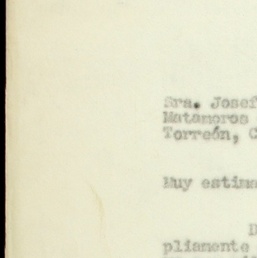 Sra. Josef
Matamoros
Torreón, C
Muy estima
D
pliamente